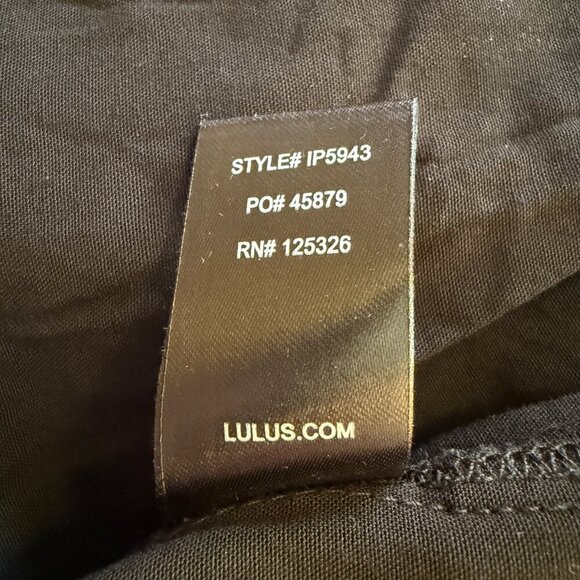 STYLE# IP5943
PO# 45879
RN# 125326
LULUS.COM